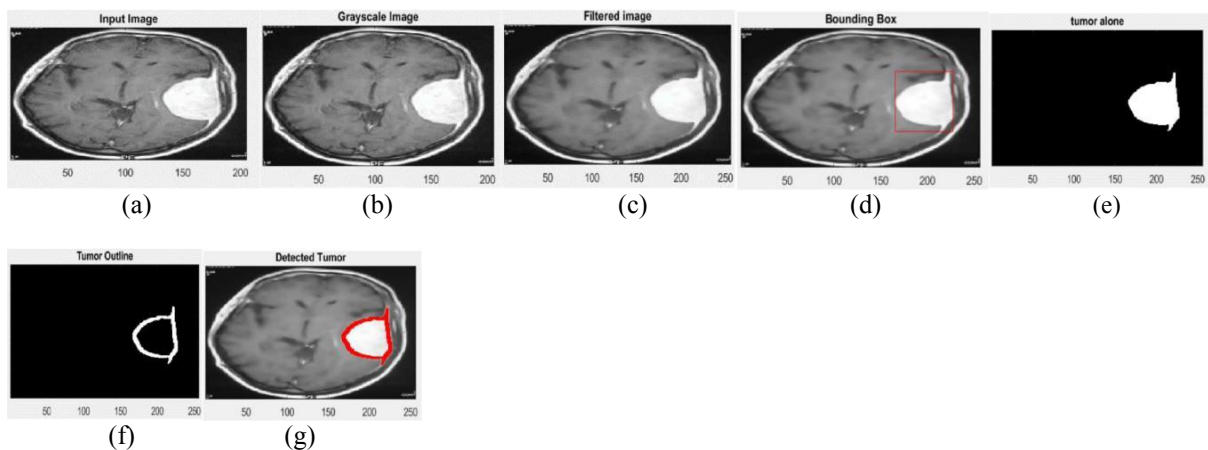 Input Image
Grayscale Image
Filtered image
Bounding Box
tumor alone
50 100 150 200
50 100 150 200
50 100 150 200 250
50 100 150 200 250
50 100 150 200 250
(a)
(b)
(c)
(d)
(e)
Tumor Outline
Detected Tumor
50 100 150 200 250
50 100 150 200 250
(f)
(g)